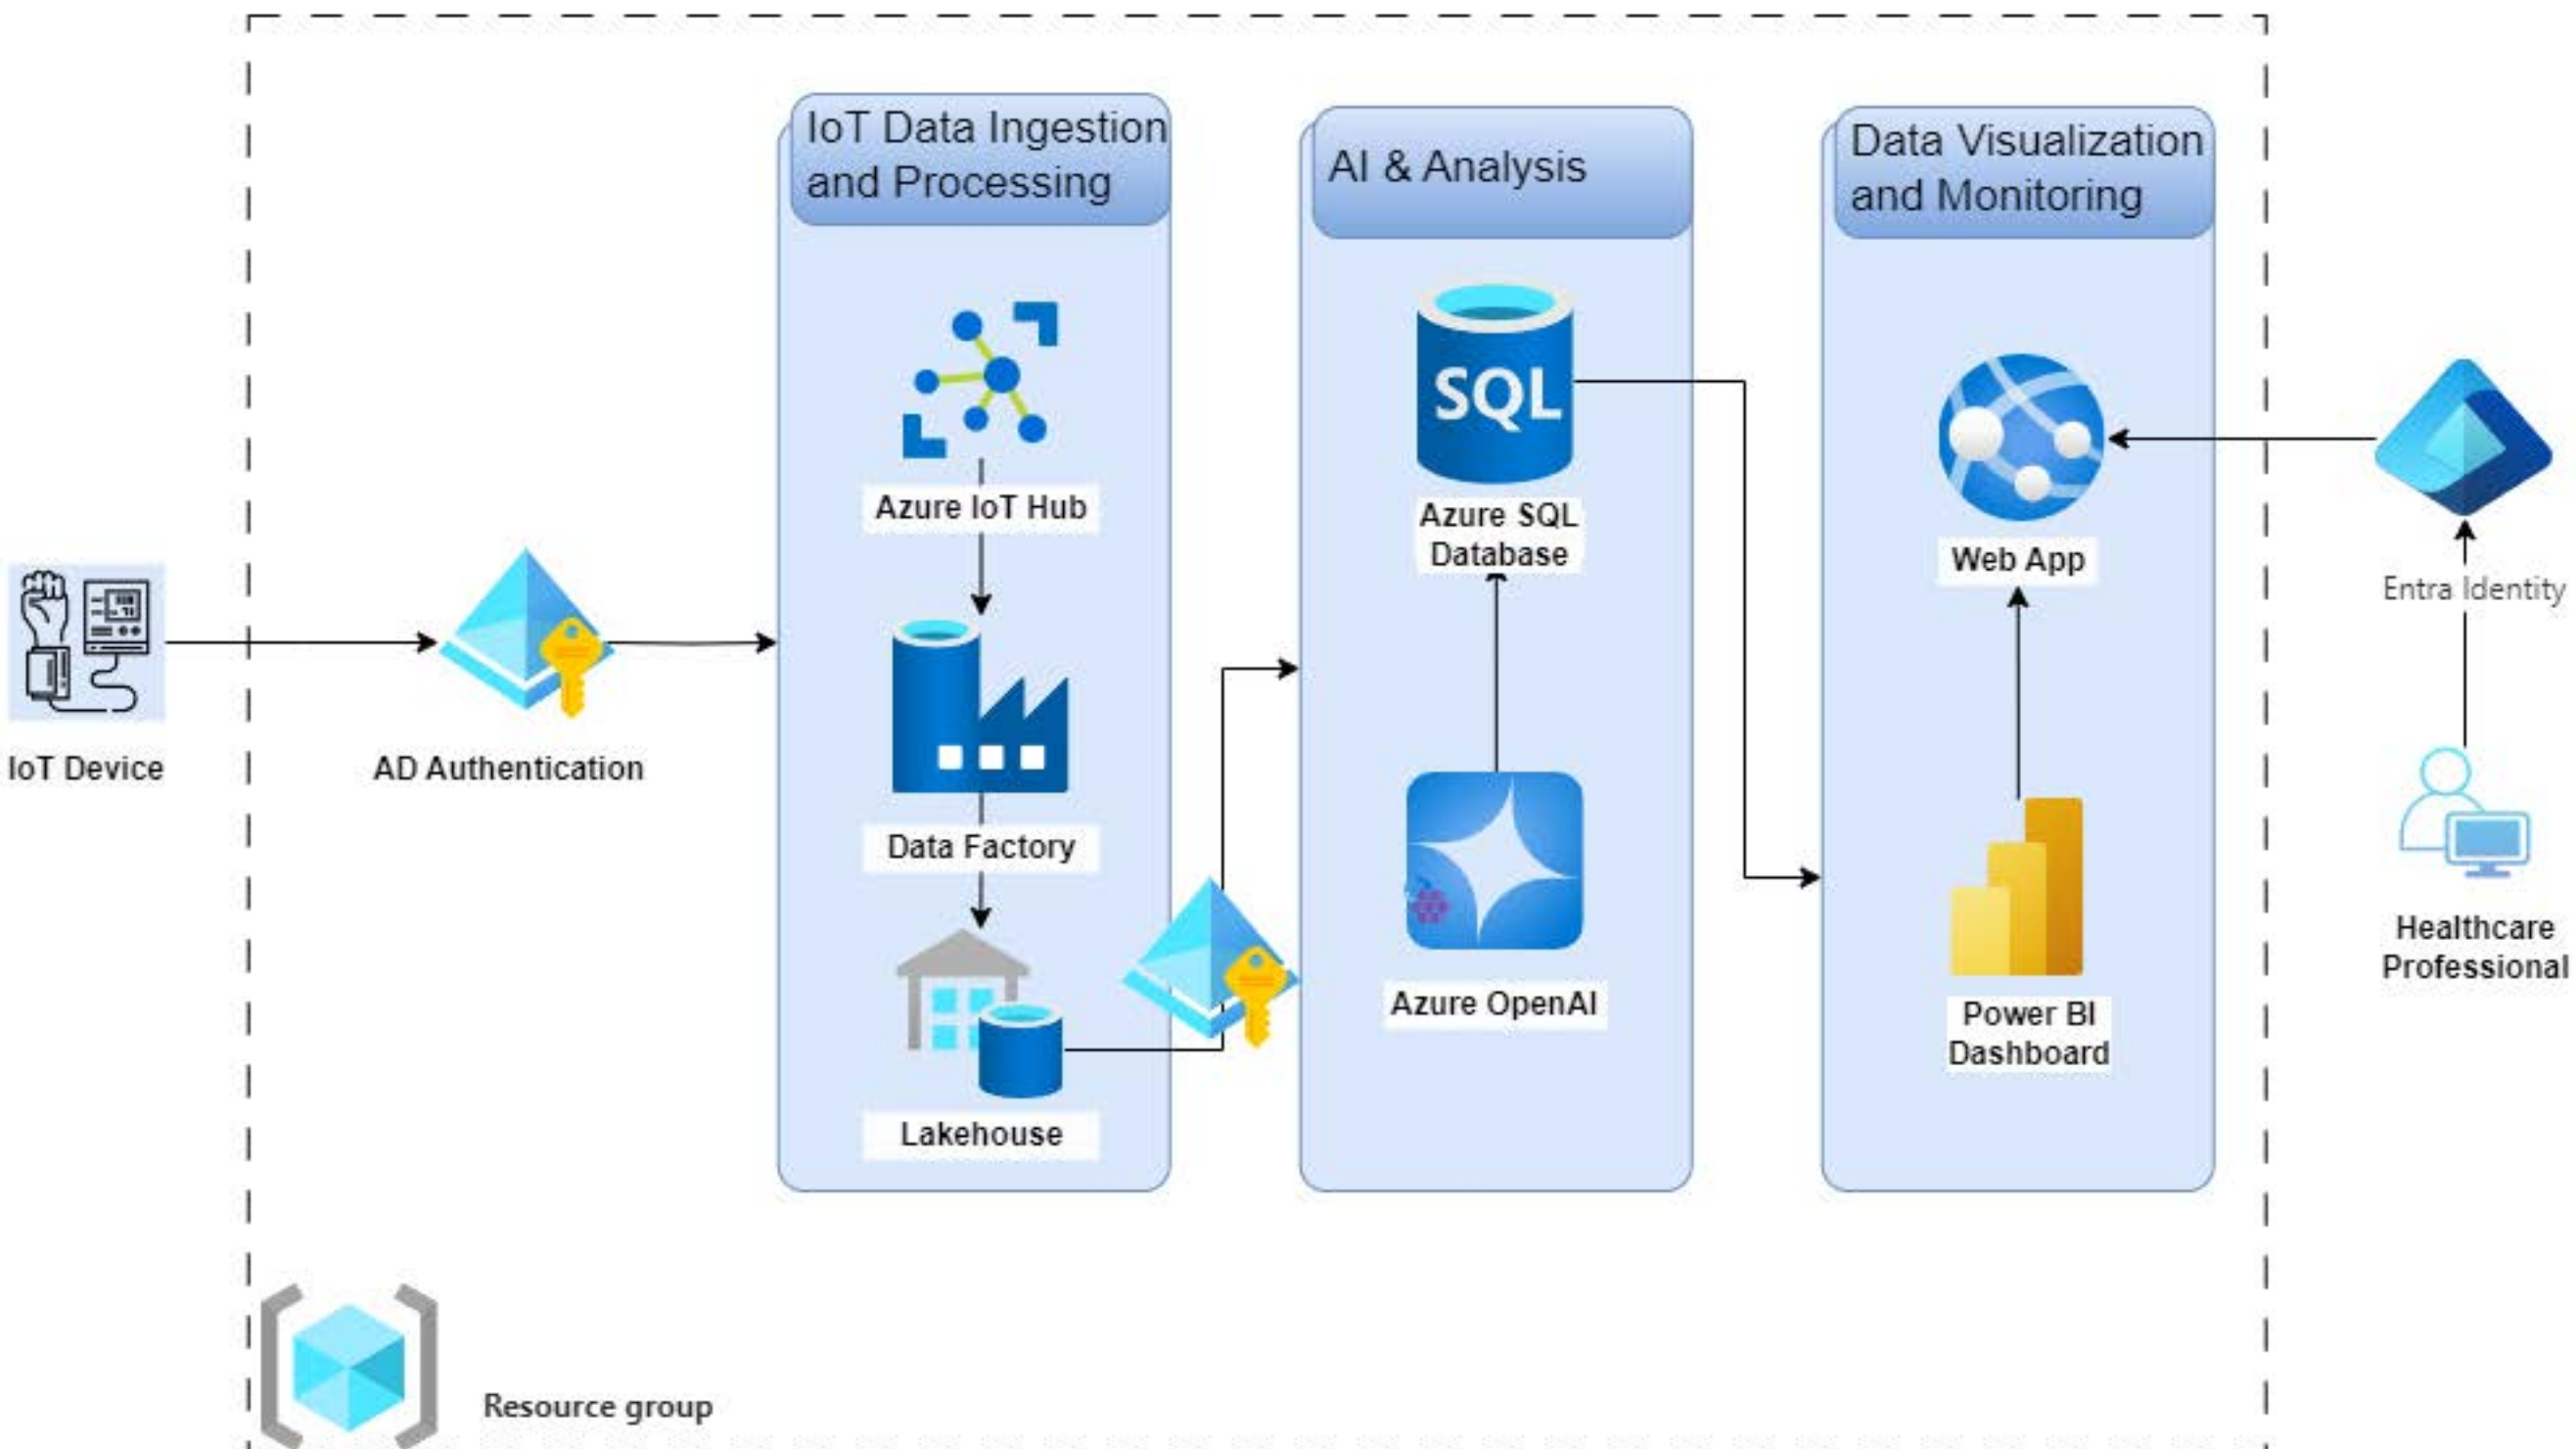 IoT Data Ingestion
and Processing
AI & Analysis
Data Visualization
and Monitoring
SQL
Azure IoT Hub
Azure SQL
Database
Web App
Entra Identity
IoT Device
AD Authentication
Data Factory
Azure OpenAI
Healthcare
Professional
Power BI
Dashboard
Lakehouse
Resource group